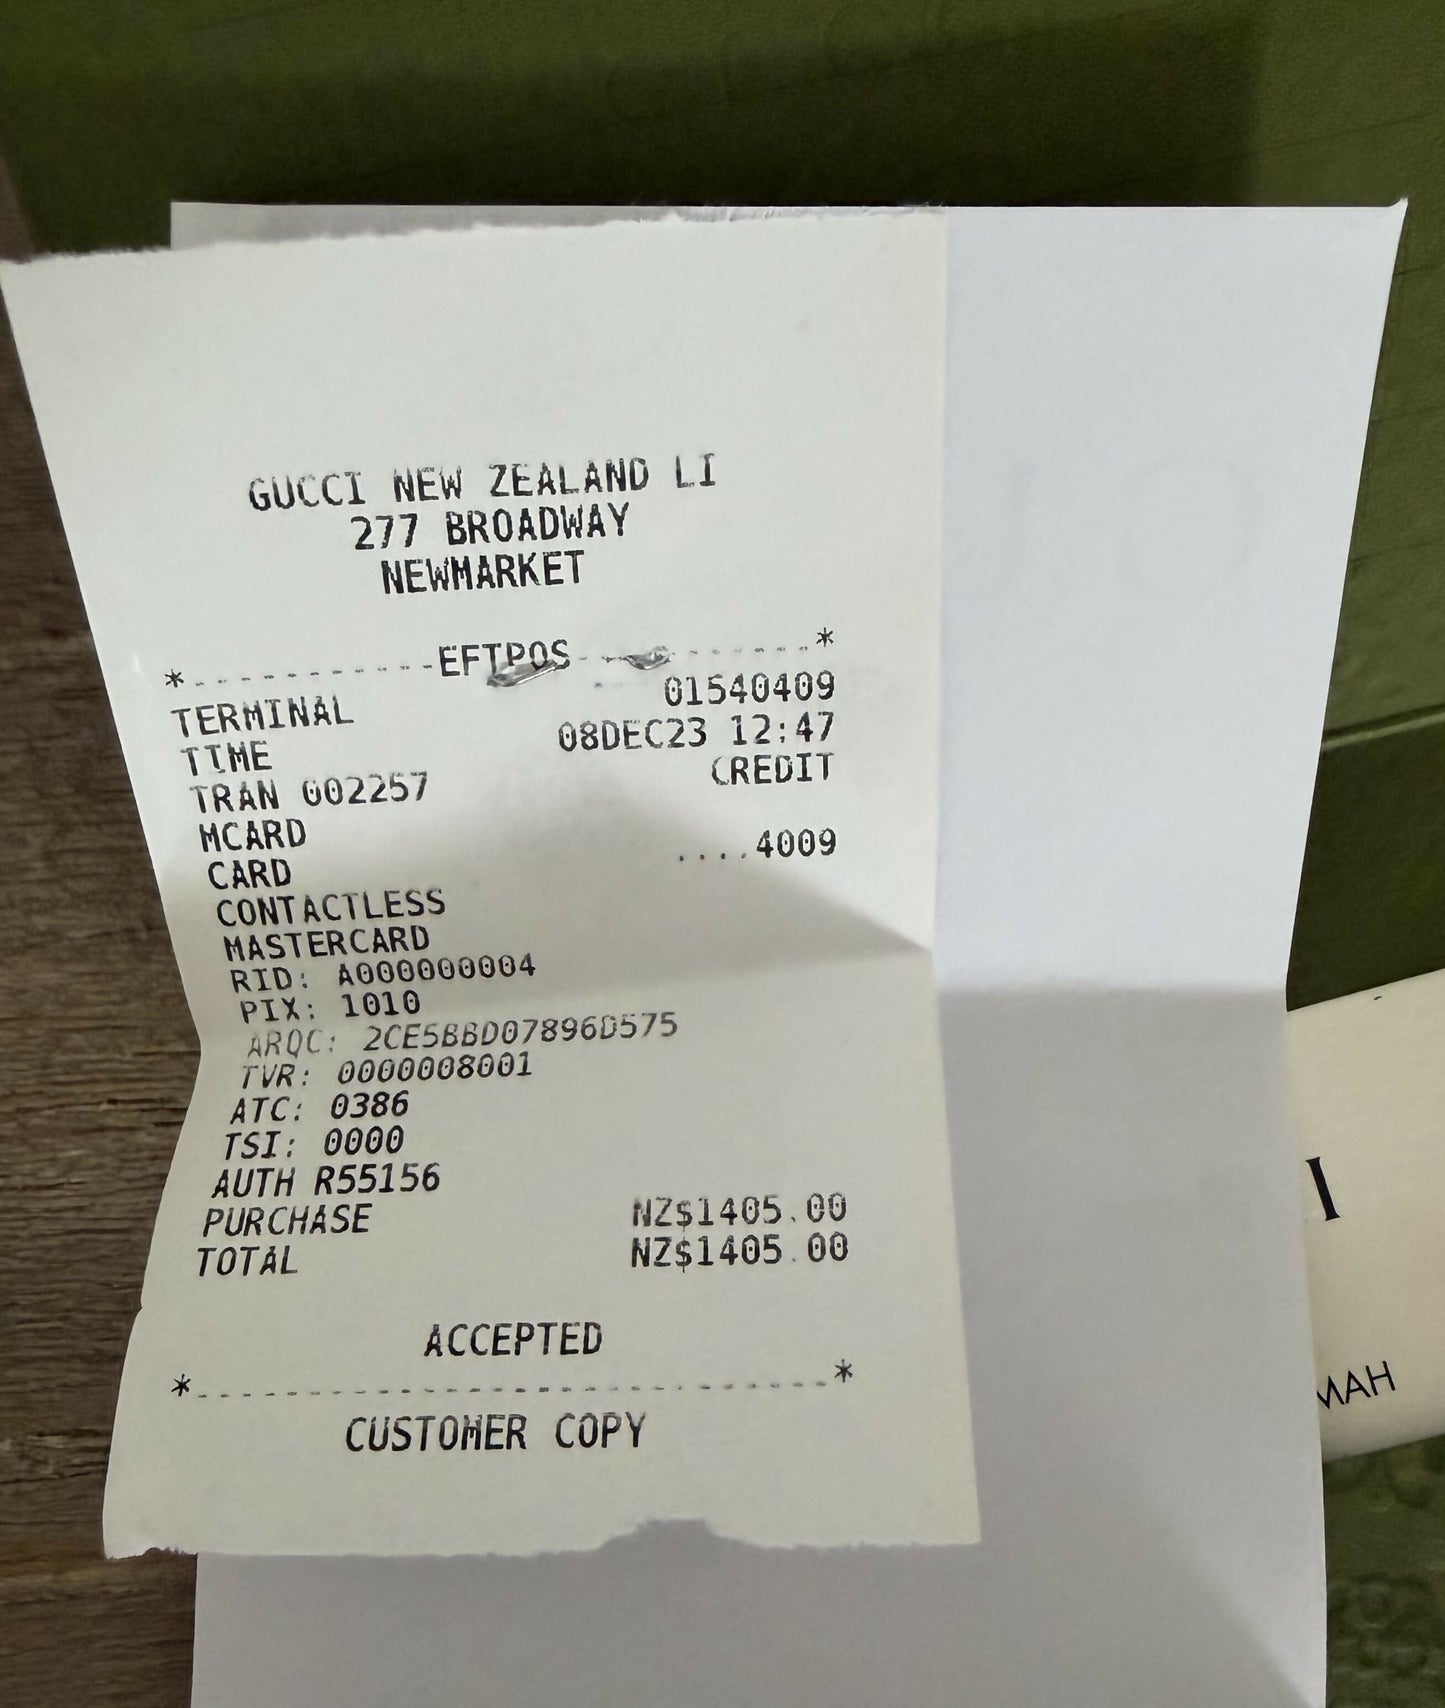 GUCCI NEW ZEALAND LI
277 BROADWAY
NEWMARKET
*-----------EFTPOS-----------*
TERMINAL 01540409
TIME 08DEC23 12:47
TRAN 002257 CREDIT
MCARD
CARD ....4009
CONTACTLESS
MASTERCARD
RID: A000000004
PIX: 1010
ARQC: 2CE5BBD07896D575
TVR: 0000008001
ATC: 0386
TSI: 0000
AUTH R55156
PURCHASE NZ$1405.00
TOTAL NZ$1405.00
ACCEPTED
*----------------------------*
CUSTOMER COPY
I
MAH